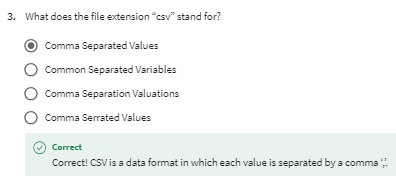 3. What does the file extension "csv" stand for?
Comma Separated Values
Common Separated Variables
Comma Separation Valuations
Comma Serrated Values
Correct
Correct! CSV is a data format in which each value is separated by a comma ','.